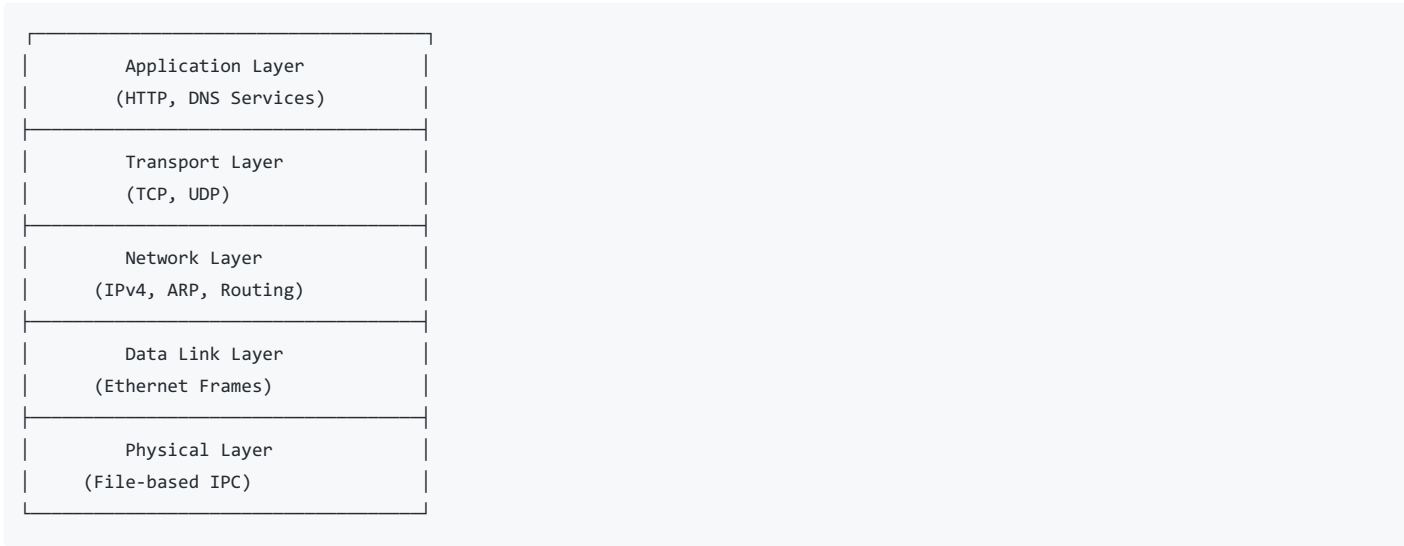 Application Layer
(HTTP, DNS Services)
Transport Layer
(TCP, UDP)
Network Layer
(IPv4, ARP, Routing)
Data Link Layer
(Ethernet Frames)
Physical Layer
(File-based IPC)